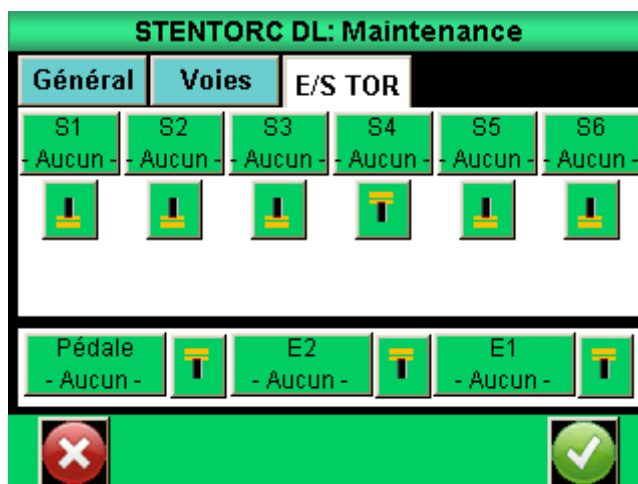 STENTORC DL: Maintenance
Général Voies E/S TOR
S1 S2 S3 S4 S5 S6
- Aucun - - Aucun - - Aucun - - Aucun - - Aucun - - Aucun -
Pédale E2 E1
- Aucun - - Aucun - - Aucun -